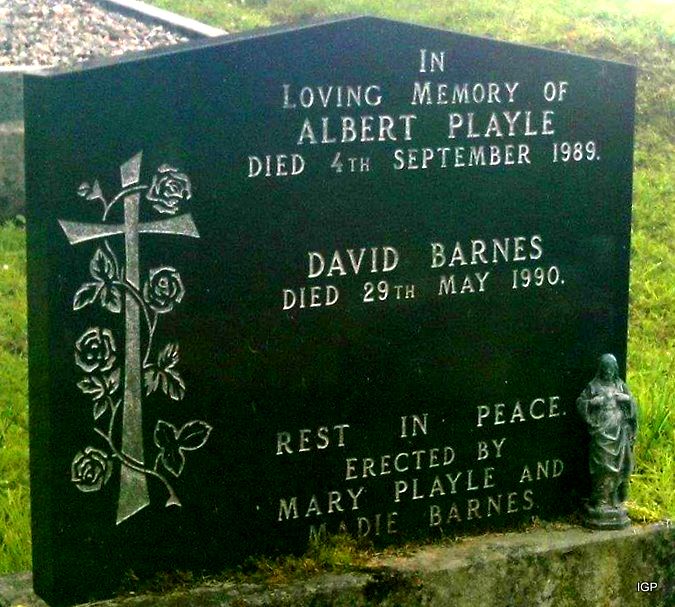 IN
LOVING MEMORY OF
ALBERT PLAYLE
DIED 4TH SEPTEMBER 1989.
DAVID BARNES
DIED 29TH MAY 1990.
REST IN PEACE.
ERECTED BY
MARY PLAYLE AND
MADIE BARNES.
IGP